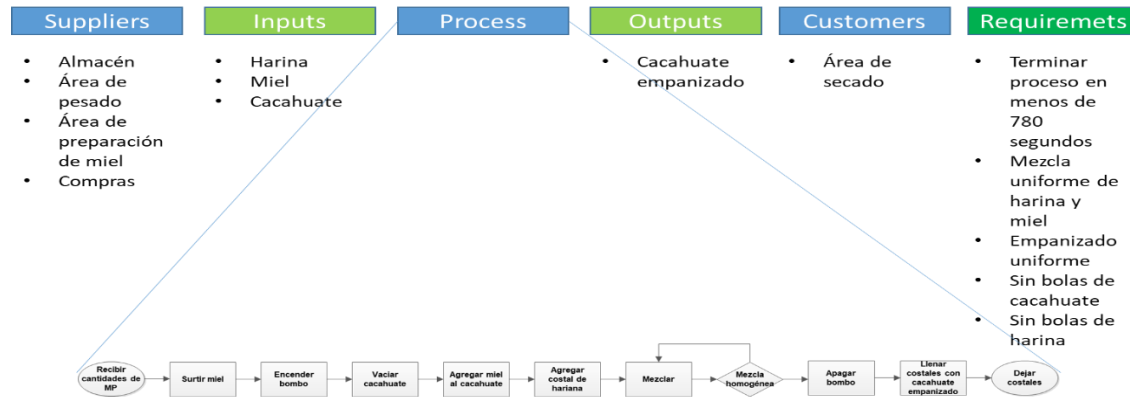 Suppliers
Inputs
Process
Outputs
Customers
Requiremets
• Almacén
• Área de
pesado
• Área de
preparación
de miel
• Compras
• Harina
• Miel
• Cacahuate
• Cacahuate
empanizado
• Área de
secado
• Terminar
proceso en
menos de
780
segundos
• Mezcla
uniforme de
harina y
miel
• Empanizado
uniforme
• Sin bolas de
cacahuate
• Sin bolas de
harina
Recibir
cantidades de
MP
Surtir miel
Encender
bombo
Vaciar
cacahuate
Agregar miel
al cacahuate
Agregar
costal de
hariana
Mezclar
Mezcla
homogénea
Apagar
bombo
Llenar
costales con
cacahuate
empanizado
Dejar
costales